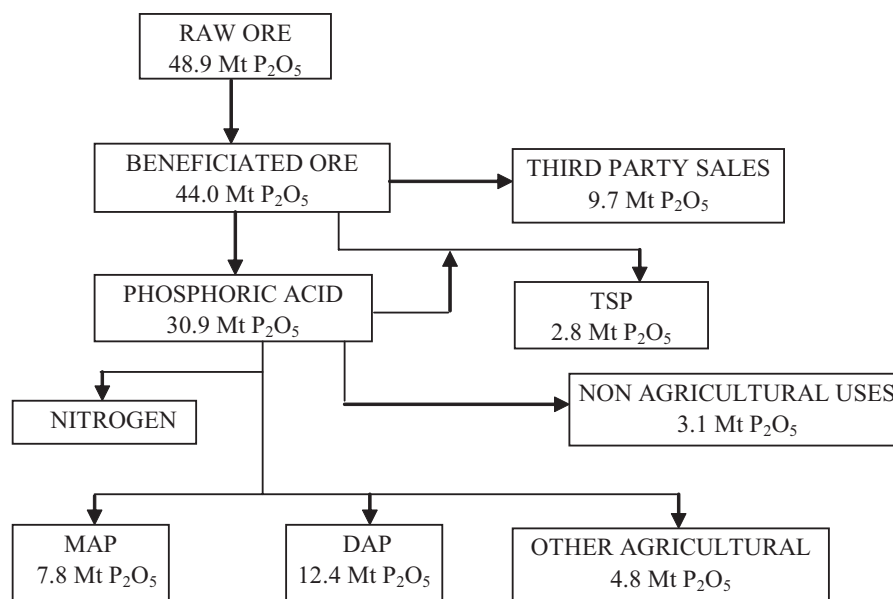 RAW ORE
48.9 Mt P₂O₅
BENEFICIATED ORE
44.0 Mt P₂O₅
THIRD PARTY SALES
9.7 Mt P₂O₅
PHOSPHORIC ACID
30.9 Mt P₂O₅
TSP
2.8 Mt P₂O₅
NITROGEN
NON AGRICULTURAL USES
3.1 Mt P₂O₅
MAP
7.8 Mt P₂O₅
DAP
12.4 Mt P₂O₅
OTHER AGRICULTURAL
4.8 Mt P₂O₅